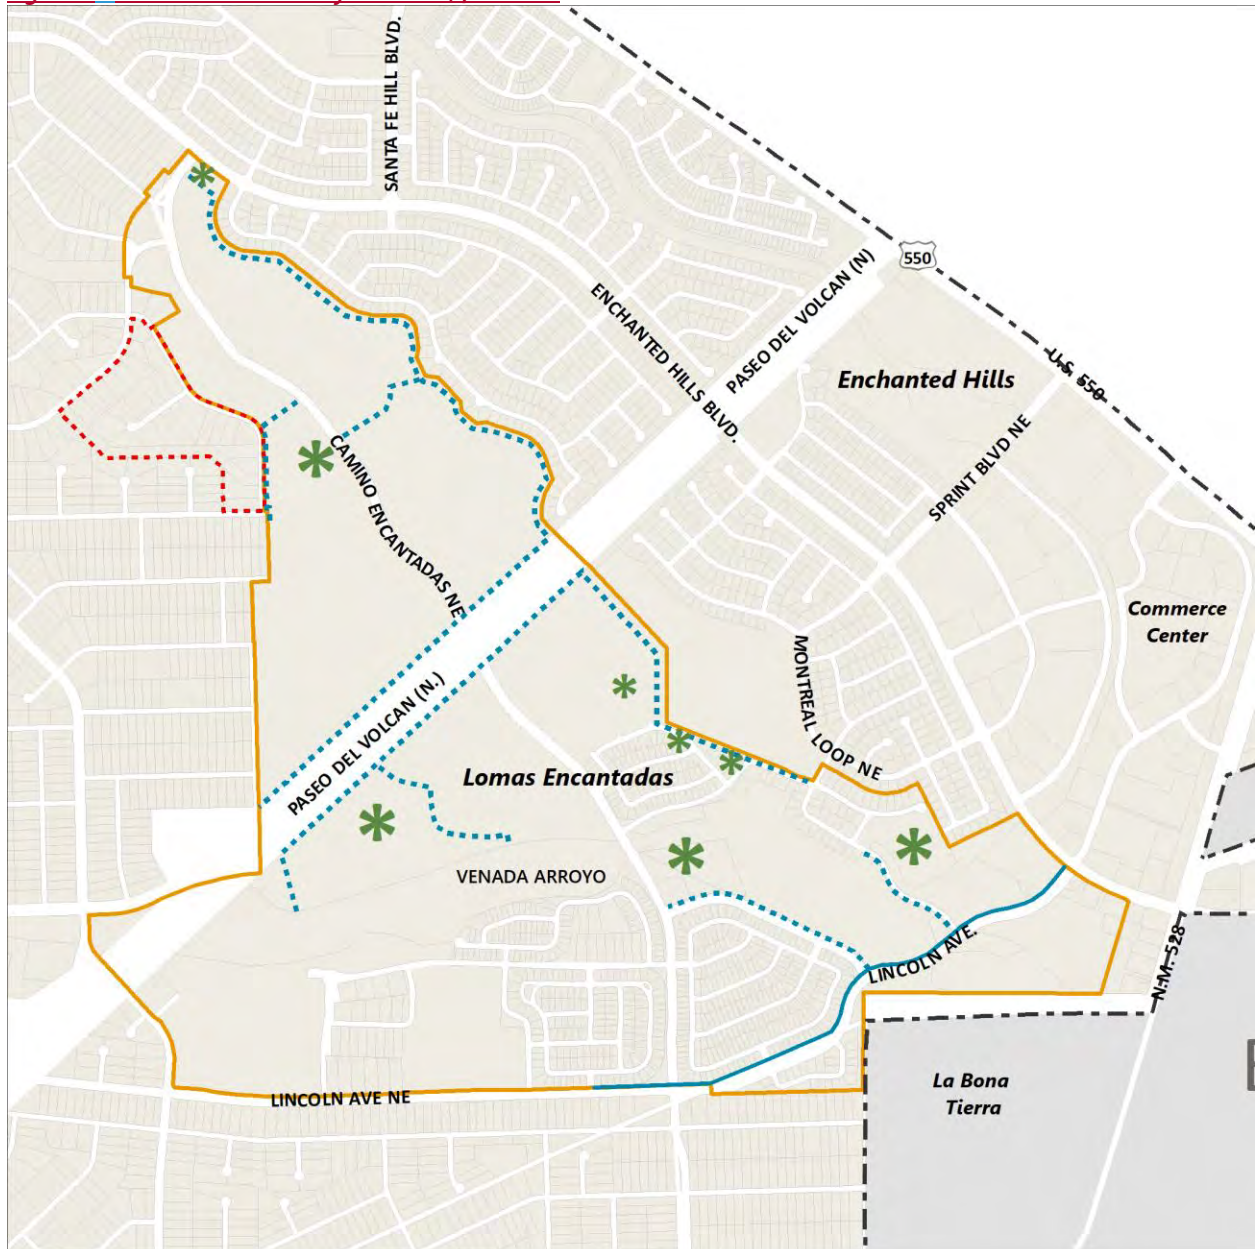 SANTA FE HILL BLVD.
550
PASEO DEL VOLCAN (N)
ENCHANTED HILLS BLVD.
U.S. 550
Enchanted Hills
SPRINT BLVD NE
CAMINO ENCANTADAS NE
Commerce
Center
MONTREAL LOOP NE
PASEO DEL VOLCAN (N.)
Lomas Encantadas
VENADA ARROYO
LINCOLN AVE.
N.M. 528
La Bona
Tierra
LINCOLN AVE NE